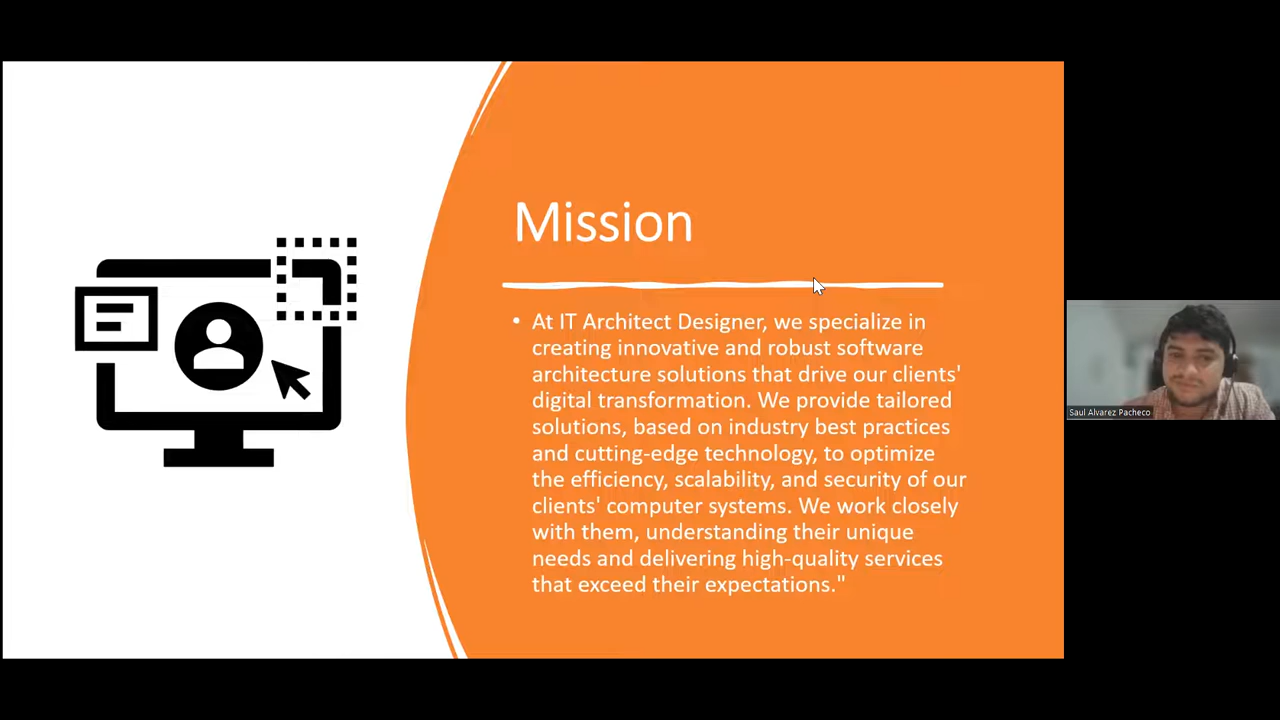 Mission
• At IT Architect Designer, we specialize in
creating innovative and robust software
architecture solutions that drive our clients'
digital transformation. We provide tailored
solutions, based on industry best practices
and cutting-edge technology, to optimize
the efficiency, scalability, and security of our
clients' computer systems. We work closely
with them, understanding their unique
needs and delivering high-quality services
that exceed their expectations."
Saul Alvarez Pacheco